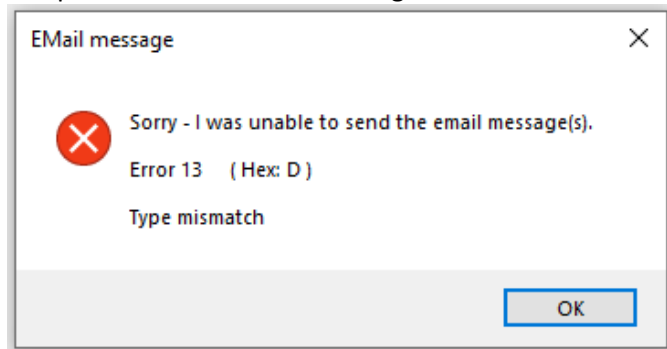 EMail message
Sorry - I was unable to send the email message(s).
Error 13 ( Hex: D )
Type mismatch
OK